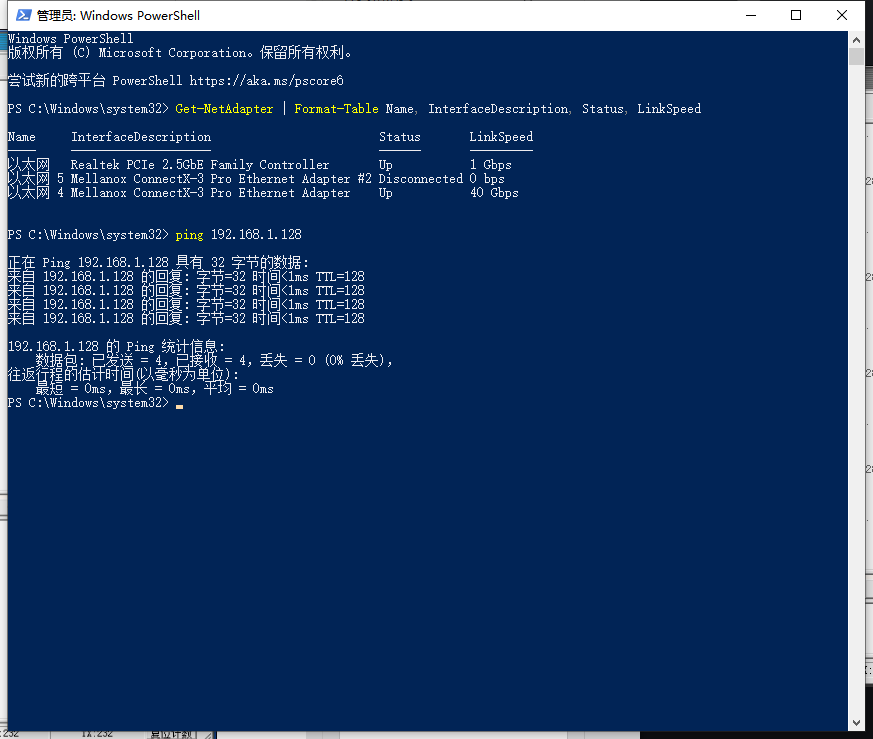 管理员: Windows PowerShell
Windows PowerShell
版权所有 (C) Microsoft Corporation。保留所有权利。
尝试新的跨平台 PowerShell https://aka.ms/pscore6
PS C:\Windows\system32> Get-NetAdapter | Format-Table Name, InterfaceDescription, Status, LinkSpeed
Name InterfaceDescription Status LinkSpeed
以太网 Realtek PCIe 2.5GbE Family Controller Up 1 Gbps
以太网 5 Mellanox ConnectX-3 Pro Ethernet Adapter #2 Disconnected 0 bps
以太网 4 Mellanox ConnectX-3 Pro Ethernet Adapter Up 40 Gbps
PS C:\Windows\system32> ping 192.168.1.128
正在 Ping 192.168.1.128 具有 32 字节的数据:
来自 192.168.1.128 的回复: 字节=32 时间<1ms TTL=128
来自 192.168.1.128 的回复: 字节=32 时间<1ms TTL=128
来自 192.168.1.128 的回复: 字节=32 时间<1ms TTL=128
来自 192.168.1.128 的回复: 字节=32 时间<1ms TTL=128
192.168.1.128 的 Ping 统计信息:
数据包: 已发送 = 4，已接收 = 4，丢失 = 0 (0% 丢失)，
往返行程的估计时间(以毫秒为单位):
最短 = 0ms，最长 = 0ms，平均 = 0ms
PS C:\Windows\system32>